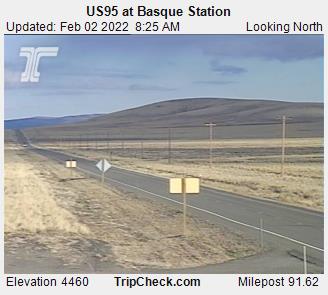 US95 at Basque Station
Updated: Feb 02 2022 8:25 AM Looking North
Elevation 4460 TripCheck.com Milepost 91.62